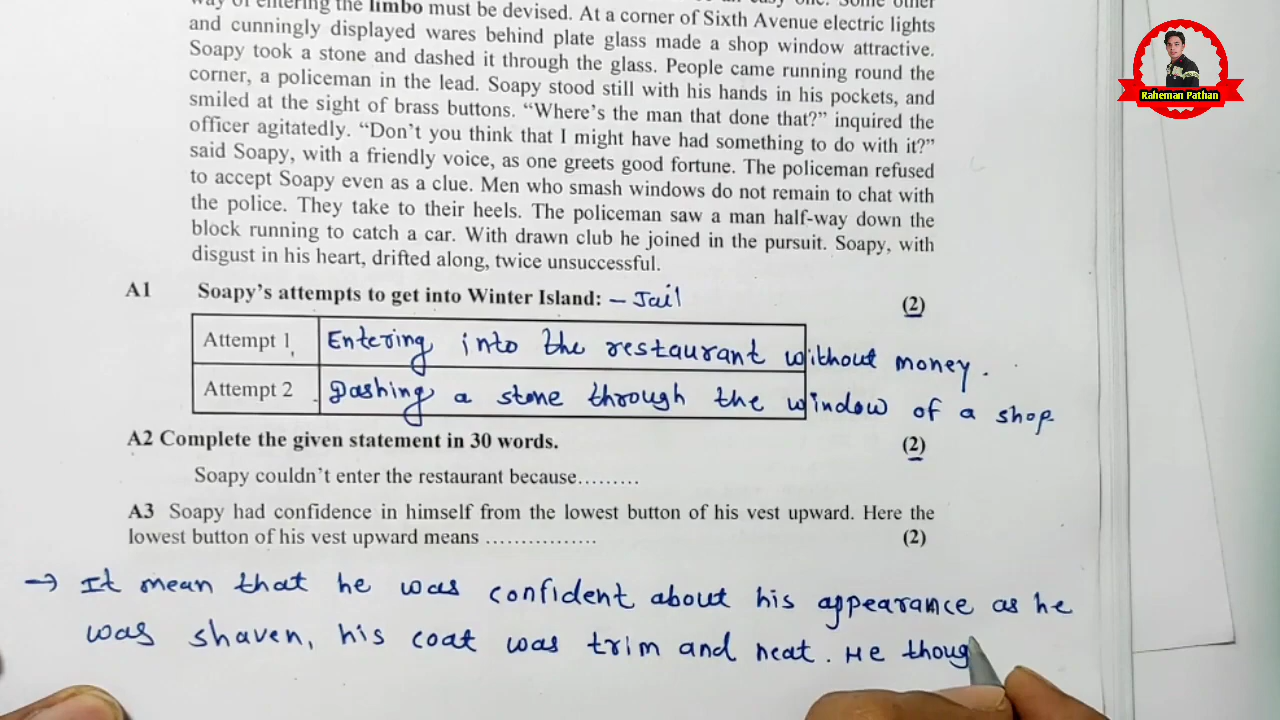 way of entering the limbo must be devised. At a corner of Sixth Avenue electric lights
and cunningly displayed wares behind plate glass made a shop window attractive.
Soapy took a stone and dashed it through the glass. People came running round the
corner, a policeman in the lead. Soapy stood still with his hands in his pockets, and
smiled at the sight of brass buttons. “Where’s the man that done that?” inquired the
officer agitatedly. “Don’t you think that I might have had something to do with it?”
said Soapy, with a friendly voice, as one greets good fortune. The policeman refused
to accept Soapy even as a clue. Men who smash windows do not remain to chat with
the police. They take to their heels. The policeman saw a man half-way down the
block running to catch a car. With drawn club he joined in the pursuit. Soapy, with
disgust in his heart, drifted along, twice unsuccessful.
A1 Soapy’s attempts to get into Winter Island: – Jail (2)
Attempt 1 Entering into the restaurant without money.
Attempt 2 Dashing a stone through the window of a shop
A2 Complete the given statement in 30 words. (2)
Soapy couldn’t enter the restaurant because………
A3 Soapy had confidence in himself from the lowest button of his vest upward. Here the
lowest button of his vest upward means ……………. (2)
→ It mean that he was confident about his appearance as he
was shaven, his coat was trim and neat. He thoug
Raheman Pathan